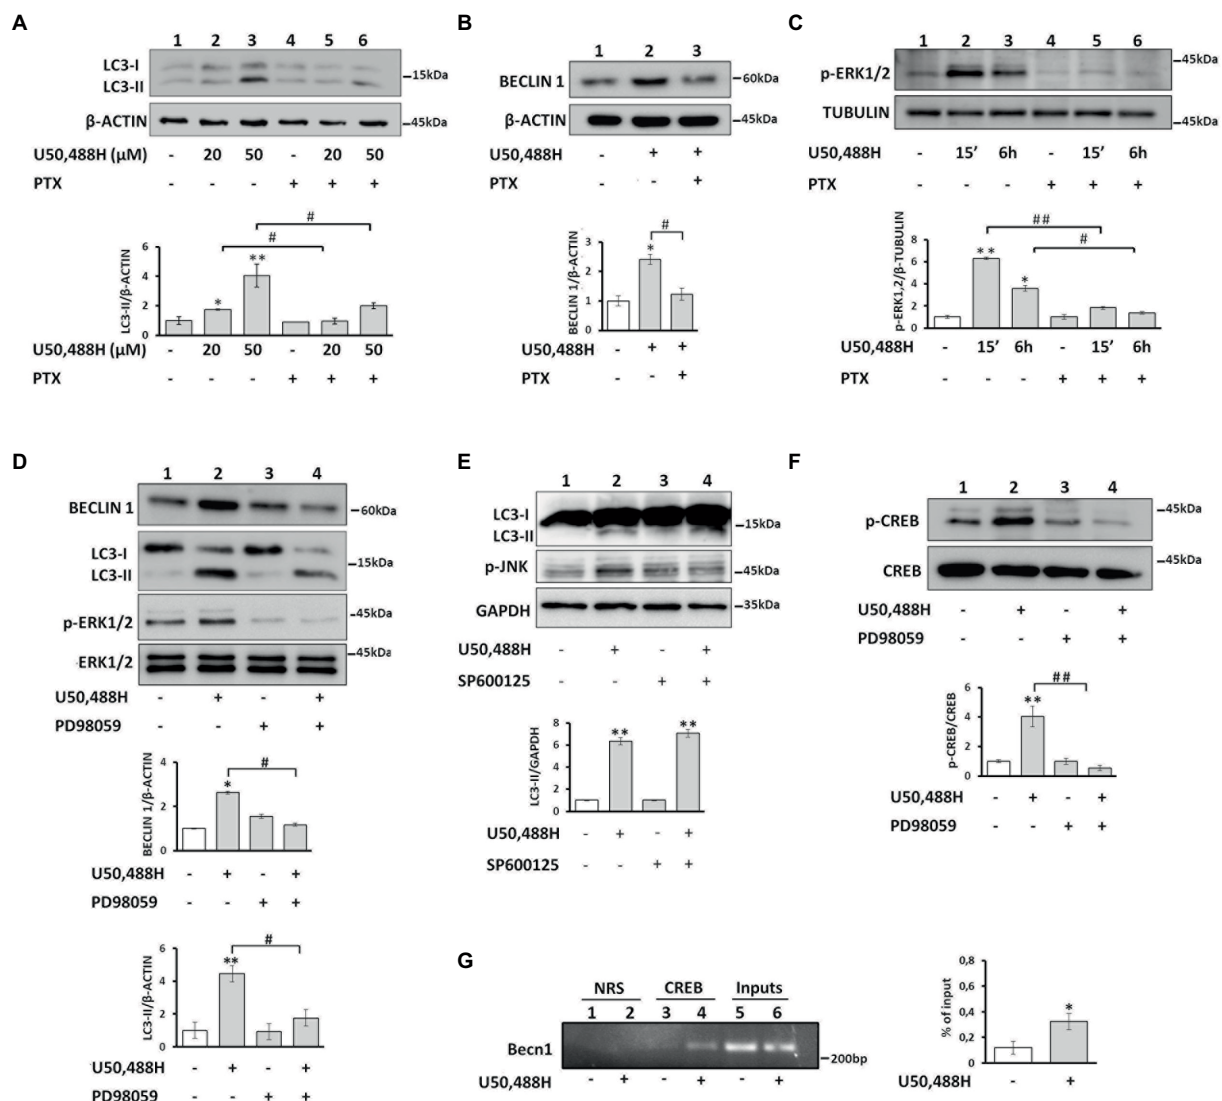 A
1 2 3 4 5 6
LC3-I
LC3-II
–15kDa
β-ACTIN
–45kDa
U50,488H (μM) - 20 50 - 20 50
PTX - - - + + +
LC3-II/β-ACTIN
6
4
2
0
* ** # #
U50,488H (μM) - 20 50 - 20 50
PTX - - - + + +
B
1 2 3
BECLIN 1
–60kDa
β-ACTIN
–45kDa
U50,488H - + +
PTX - - +
BECLIN 1/β-ACTIN
3
2
1
0
* #
U50,488H - + +
PTX - - +
C
1 2 3 4 5 6
p-ERK1/2
–45kDa
TUBULIN
–45kDa
U50,488H - 15’ 6h - 15’ 6h
PTX - - - + + +
p-ERK1,2/β-TUBULIN
8
6
4
2
0
** * ## #
U50,488H - 15’ 6h - 15’ 6h
PTX - - - + + +
D
1 2 3 4
BECLIN 1
–60kDa
LC3-I
LC3-II
–15kDa
p-ERK1/2
–45kDa
ERK1/2
–45kDa
U50,488H - + - +
PD98059 - - + +
BECLIN 1/β-ACTIN
4
2
0
* #
U50,488H - + - +
PD98059 - - + +
LC3-II/β-ACTIN
6
4
2
0
** #
U50,488H - + - +
PD98059 - - + +
E
1 2 3 4
LC3-I
LC3-II
–15kDa
p-JNK
–45kDa
GAPDH
–35kDa
U50,488H - + - +
SP600125 - - + +
LC3-II/GAPDH
8
6
4
2
0
** **
U50,488H - + - +
SP600125 - - + +
F
1 2 3 4
p-CREB
–45kDa
CREB
–45kDa
U50,488H - + - +
PD98059 - - + +
p-CREB/CREB
6
4
2
0
** ##
U50,488H - + - +
PD98059 - - + +
G
NRS CREB Inputs
1 2 3 4 5 6
Becn1
–200bp
U50,488H - + - + - +
% of input
0,8
0,6
0,4
0,2
0
*
U50,488H - +